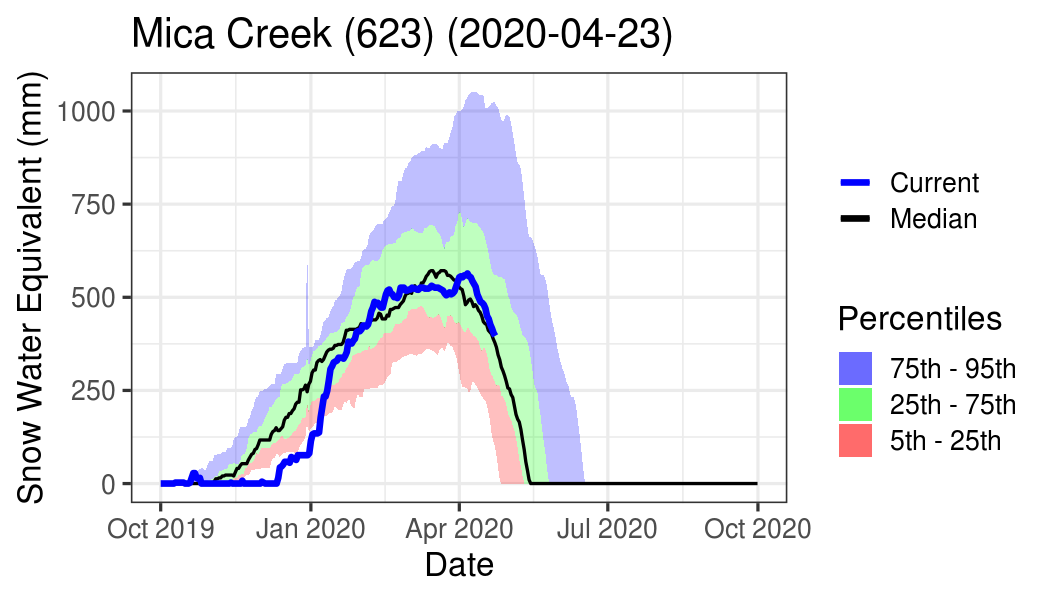 Mica Creek (623) (2020-04-23)
Snow Water Equivalent (mm)
1000
750
500
250
0
Oct 2019 Jan 2020 Apr 2020 Jul 2020 Oct 2020
Date
Current
Median
Percentiles
75th - 95th
25th - 75th
5th - 25th